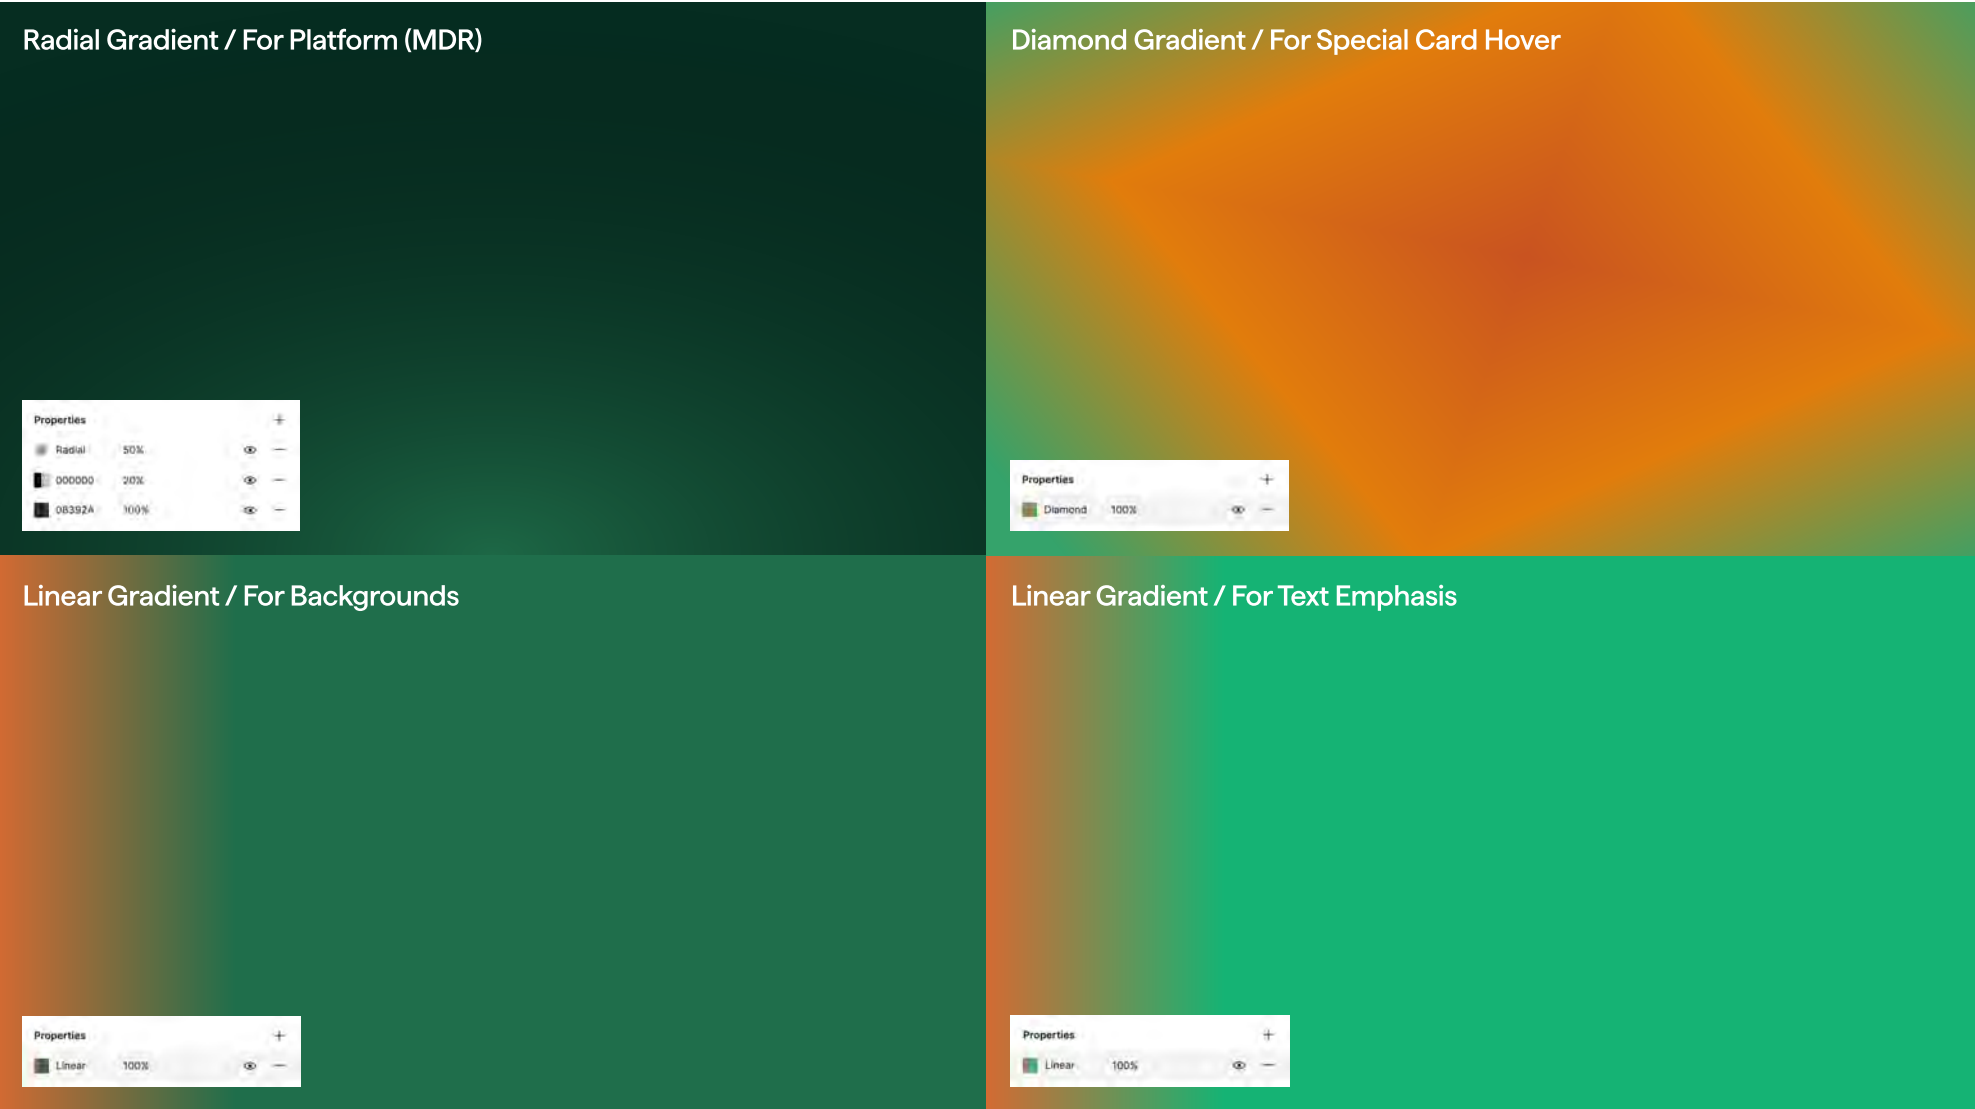 Radial Gradient / For Platform (MDR)
Properties
Radial 50%
000000 20%
08392A 100%
Diamond Gradient / For Special Card Hover
Properties
Diamond 100%
Linear Gradient / For Backgrounds
Properties
Linear 100%
Linear Gradient / For Text Emphasis
Properties
Linear 100%